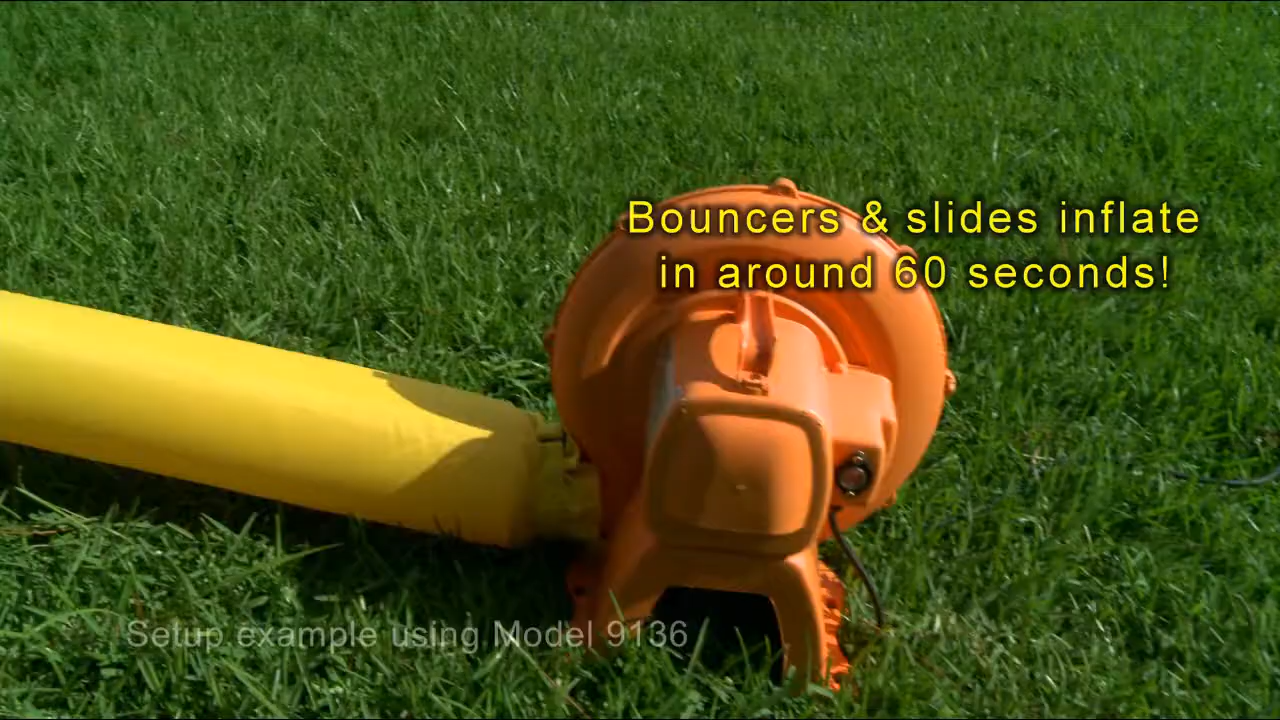 Bouncers & slides inflate
in around 60 seconds!
Setup example using Model 9136